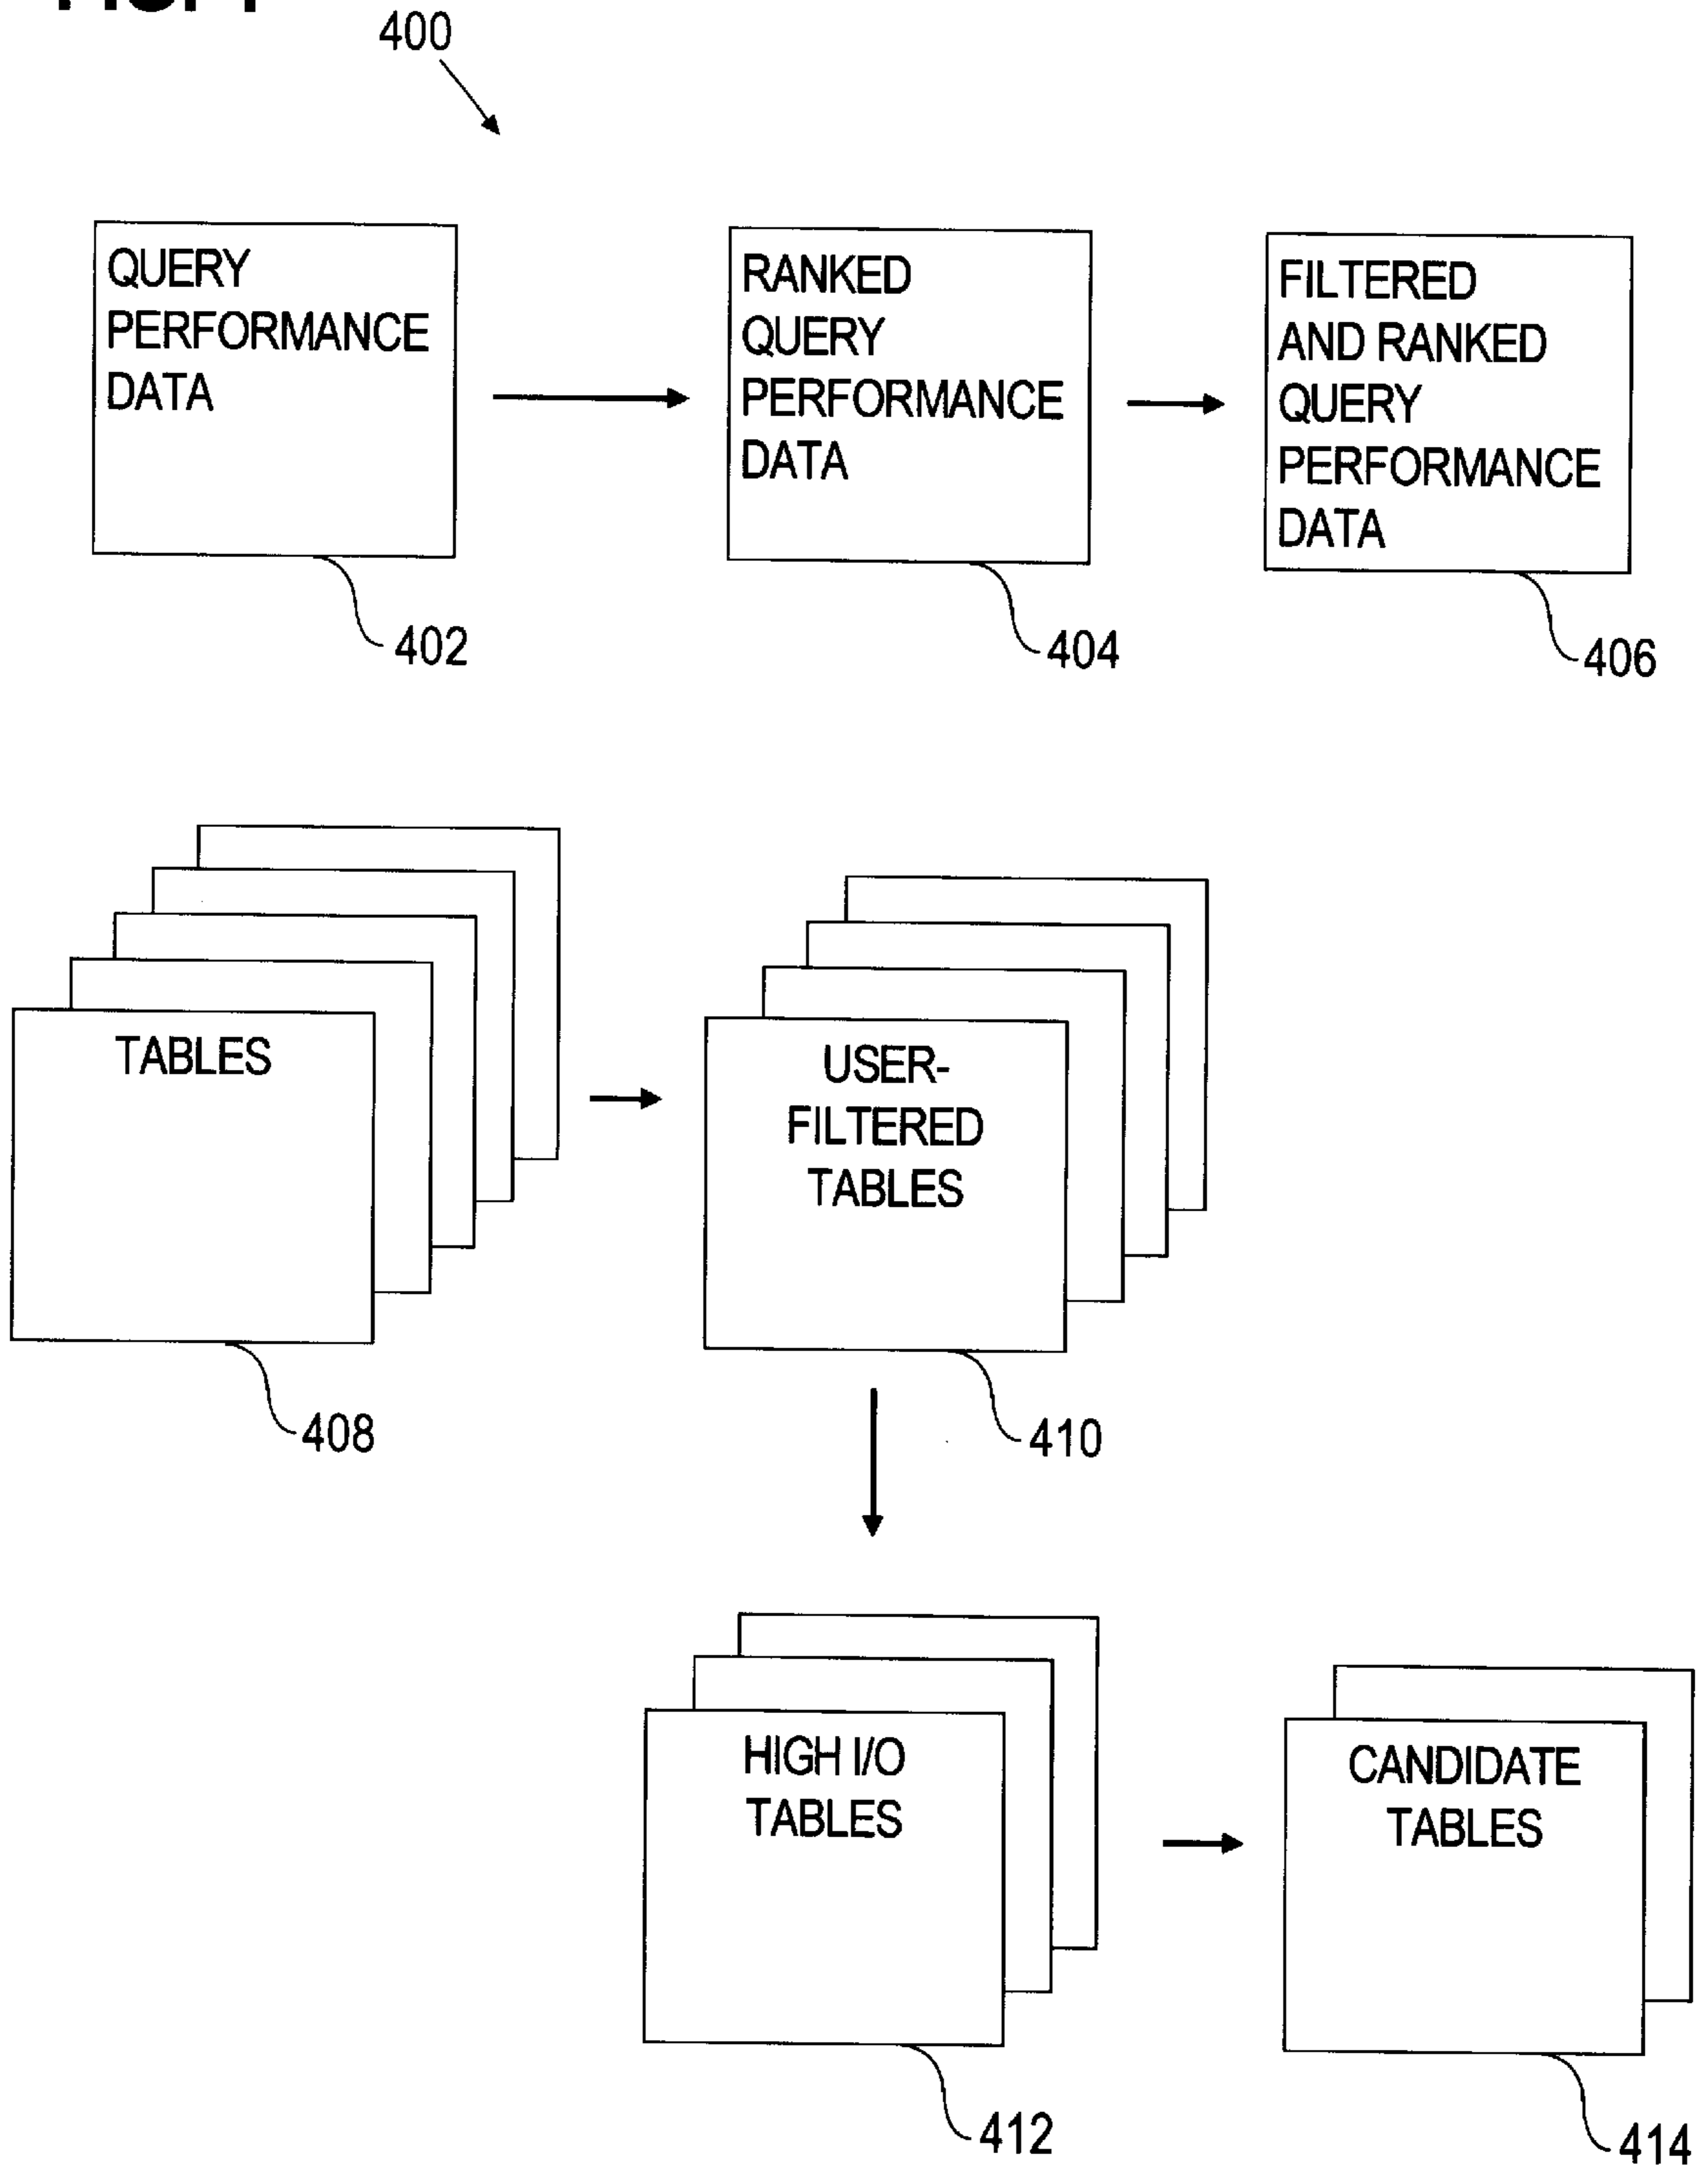 400
QUERY
PERFORMANCE
DATA
402
RANKED
QUERY
PERFORMANCE
DATA
404
FILTERED
AND RANKED
QUERY
PERFORMANCE
DATA
406
TABLES
408
USER-
FILTERED
TABLES
410
HIGH I/O
TABLES
412
CANDIDATE
TABLES
414